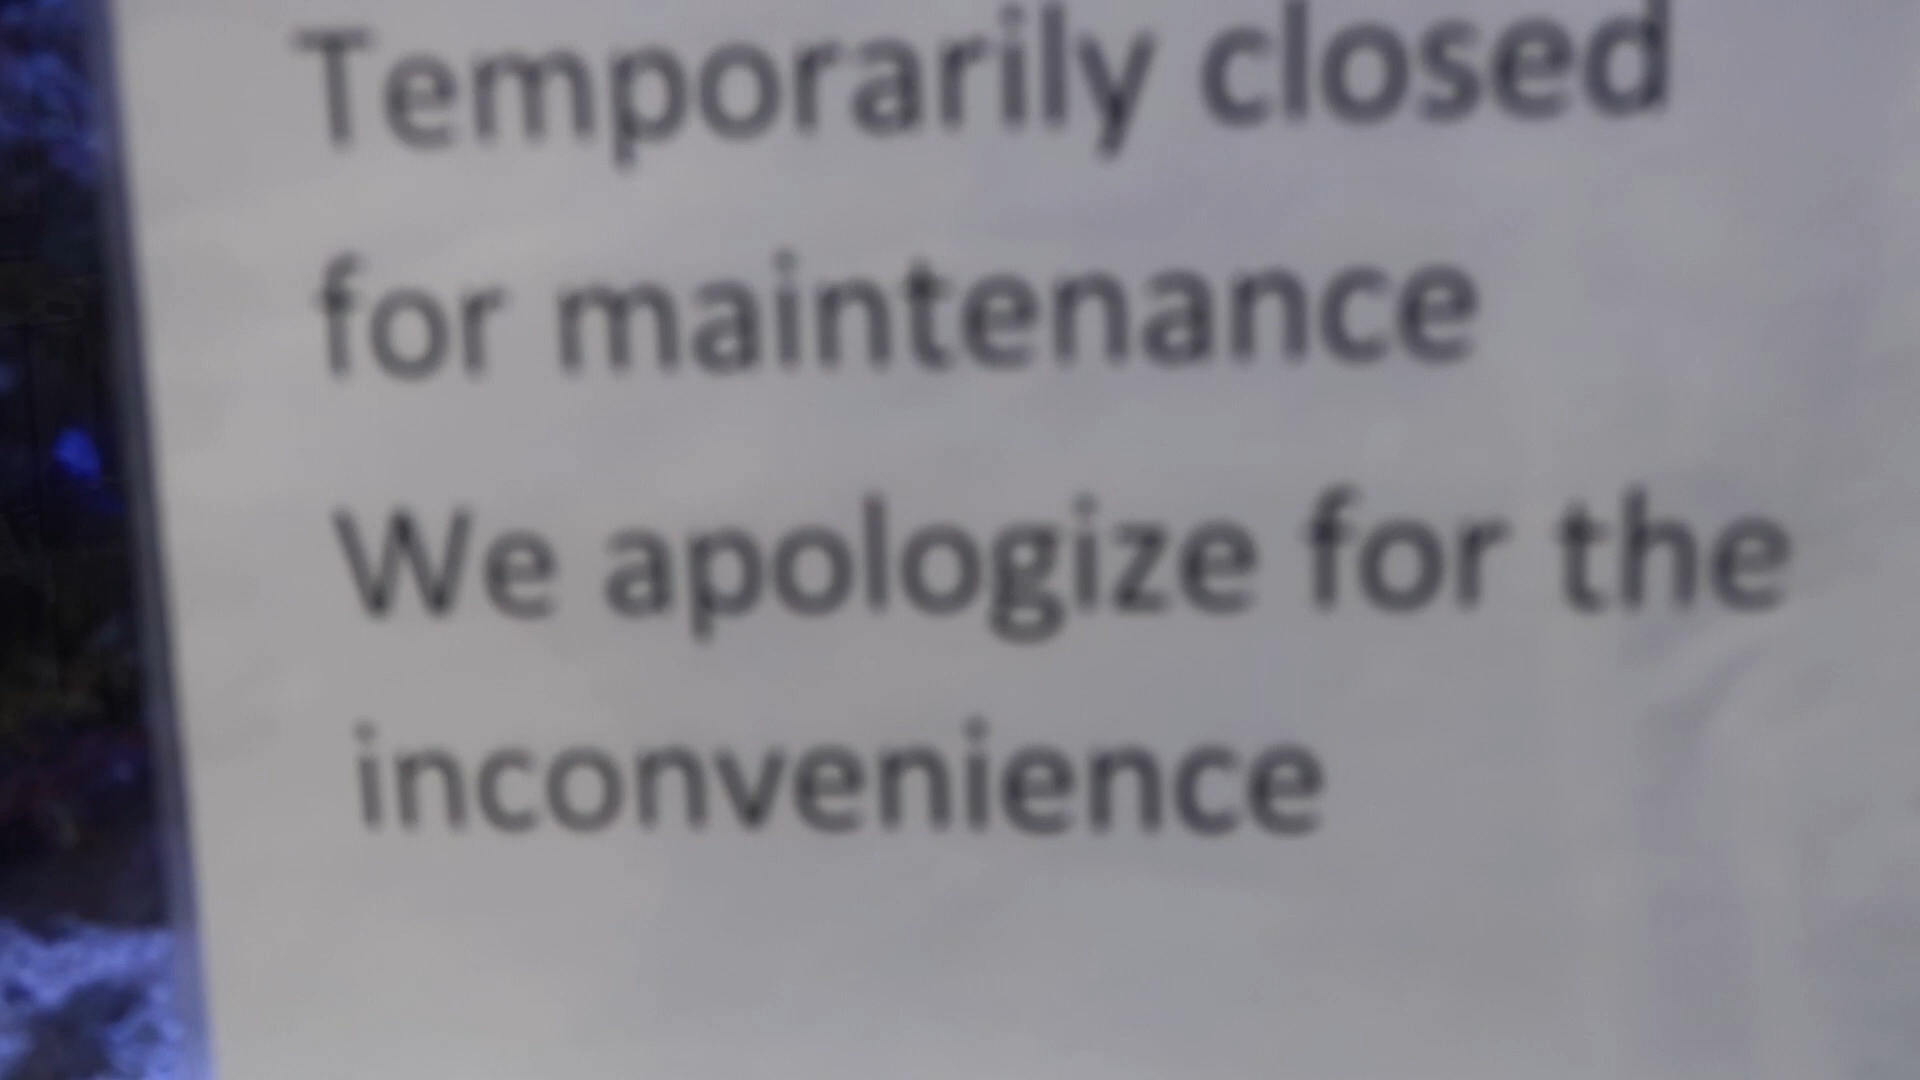 Temporarily closed
for maintenance
We apologize for the
inconvenience